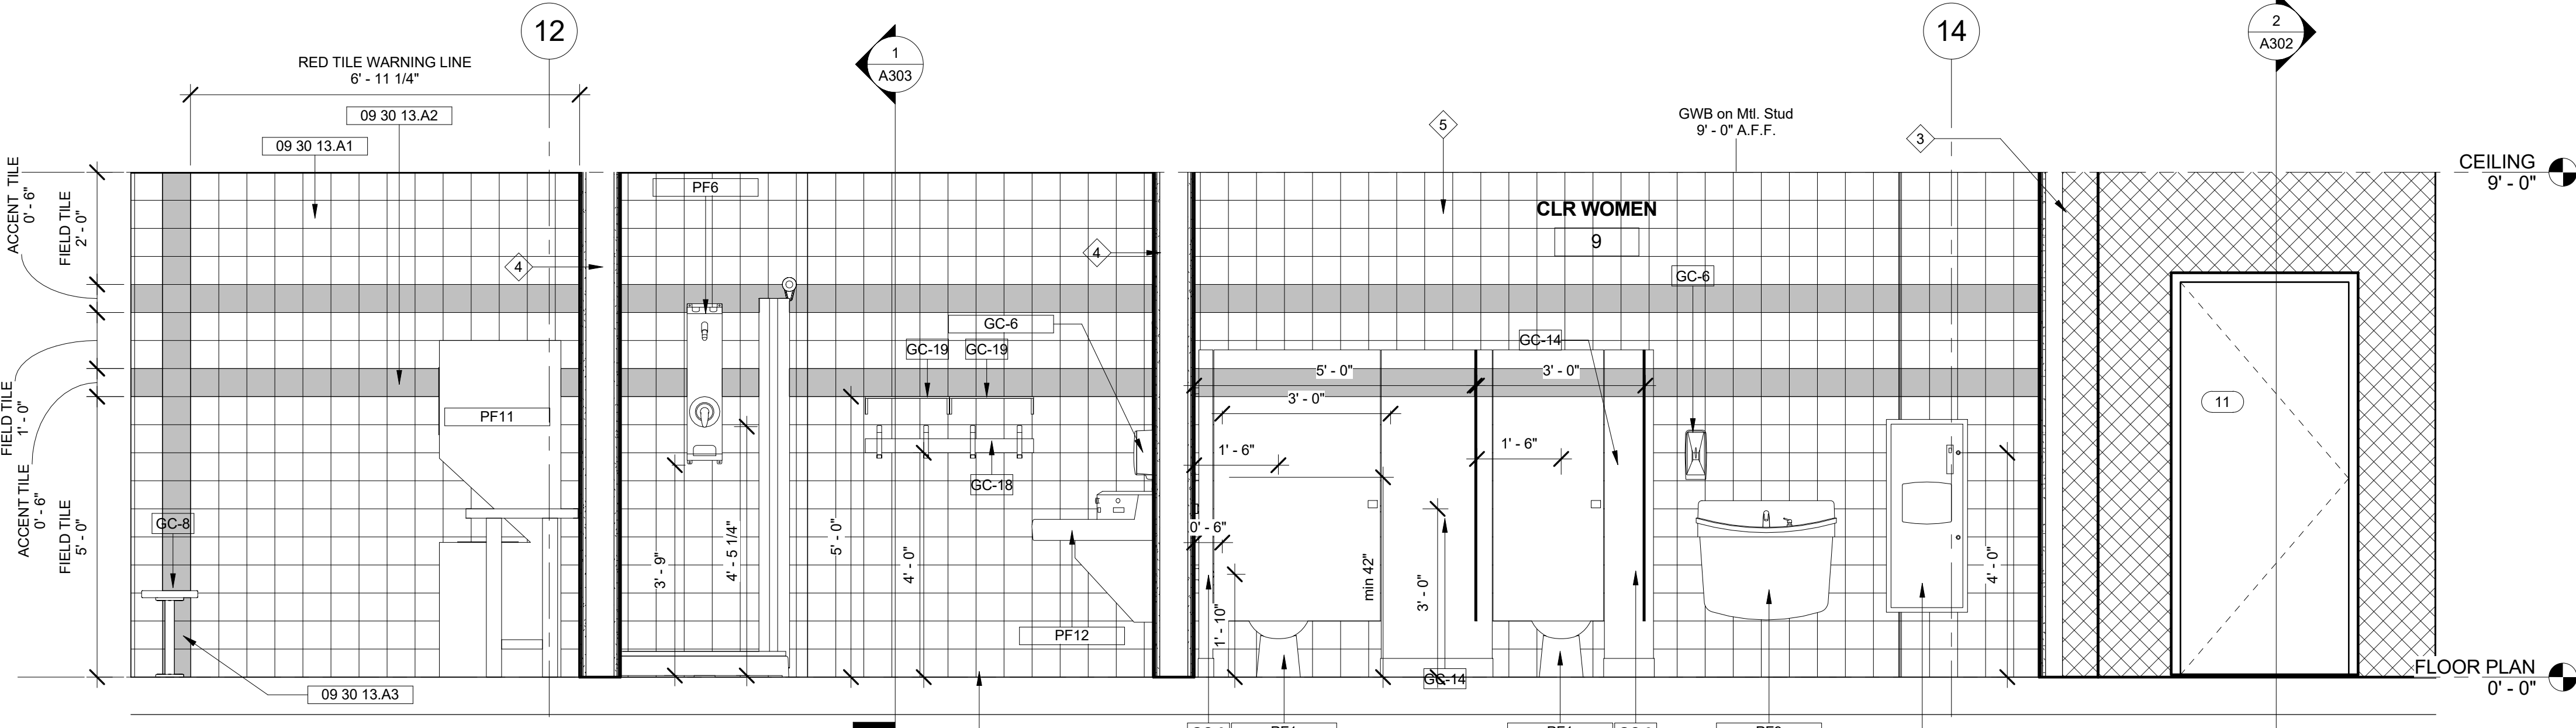 12
14
1
A303
2
A302
RED TILE WARNING LINE
6' - 11 1/4"
09 30 13.A2
09 30 13.A1
5
GWB on Mtl. Stud
9' - 0" A.F.F.
3
CEILING
9' - 0"
ACCENT TILE
0' - 6"
FIELD TILE
2' - 0"
PF6
CLR WOMEN
9
4
4
GC-6
GC-6
GC-19
GC-19
GC-14
5' - 0"
3' - 0"
3' - 0"
11
FIELD TILE
1' - 0"
PF11
1' - 6"
1' - 6"
GC-18
ACCENT TILE
0' - 6"
FIELD TILE
5' - 0"
GC-8
3' - 9"
4' - 5 1/4"
5' - 0"
4' - 0"
0' - 6"
min 42"
3' - 0"
4' - 0"
1' - 10"
PF12
GC-14
09 30 13.A3
FLOOR PLAN
0' - 0"